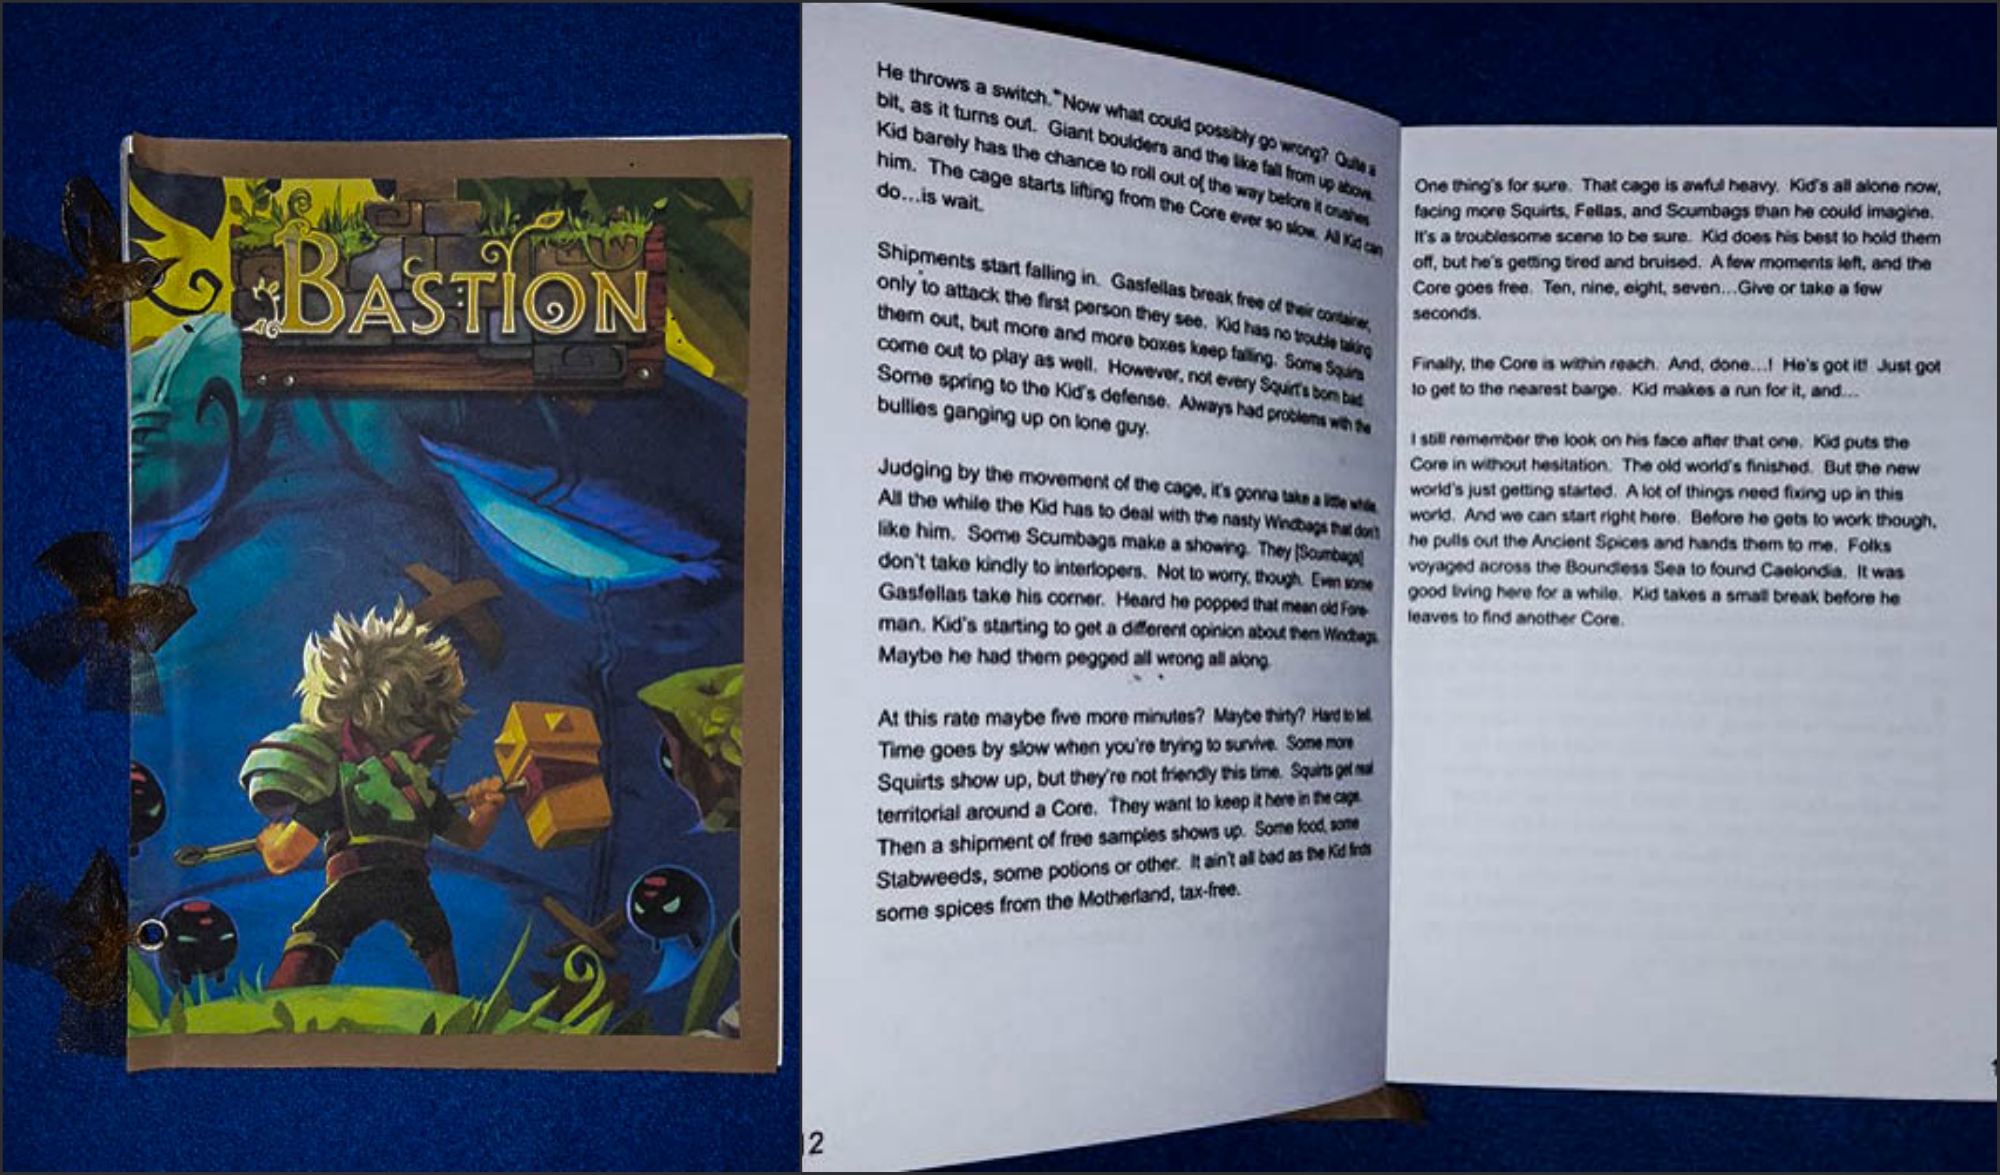 BASTION
He throws a switch. Now what could possibly go wrong? Quite a
bit, as it turns out. Giant boulders and the like fall from up above.
Kid barely has the chance to roll out of the way before it crushes
him. The cage starts lifting from the Core ever so slow. All Kid can
do...is wait.
Shipments start falling in. Gasfellas break free of their container,
only to attack the first person they see. Kid has no trouble taking
them out, but more and more boxes keep falling. Some Squirts
come out to play as well. However, not every Squirt's born bad.
Some spring to the Kid's defense. Always had problems with the
bullies ganging up on lone guy.
Judging by the movement of the cage, it's gonna take a little while.
All the while the Kid has to deal with the nasty Windbags that don't
like him. Some Scumbags make a showing. They [Scumbags]
don't take kindly to interlopers. Not to worry, though. Even some
Gasfellas take his corner. Heard he popped that mean old Fore-
man. Kid's starting to get a different opinion about them Windbags.
Maybe he had them pegged all wrong all along.
At this rate maybe five more minutes? Maybe thirty? Hard to tell.
Time goes by slow when you're trying to survive. Some more
Squirts show up, but they're not friendly this time. Squirts get real
territorial around a Core. They want to keep it here in the cage.
Then a shipment of free samples shows up. Some food, some
Stabweeds, some potions or other. It ain't all bad as the Kid finds
some spices from the Motherland, tax-free.
12
One thing's for sure. That cage is awful heavy. Kid's all alone now,
facing more Squirts, Fellas, and Scumbags than he could imagine.
It's a troublesome scene to be sure. Kid does his best to hold them
off, but he's getting tired and bruised. A few moments left, and the
Core goes free. Ten, nine, eight, seven...Give or take a few
seconds.
Finally, the Core is within reach. And, done...! He's got it! Just got
to get to the nearest barge. Kid makes a run for it, and...
I still remember the look on his face after that one. Kid puts the
Core in without hesitation. The old world's finished. But the new
world's just getting started. A lot of things need fixing up in this
world. And we can start right here. Before he gets to work though,
he pulls out the Ancient Spices and hands them to me. Folks
voyaged across the Boundless Sea to found Caelondia. It was
good living here for a while. Kid takes a small break before he
leaves to find another Core.